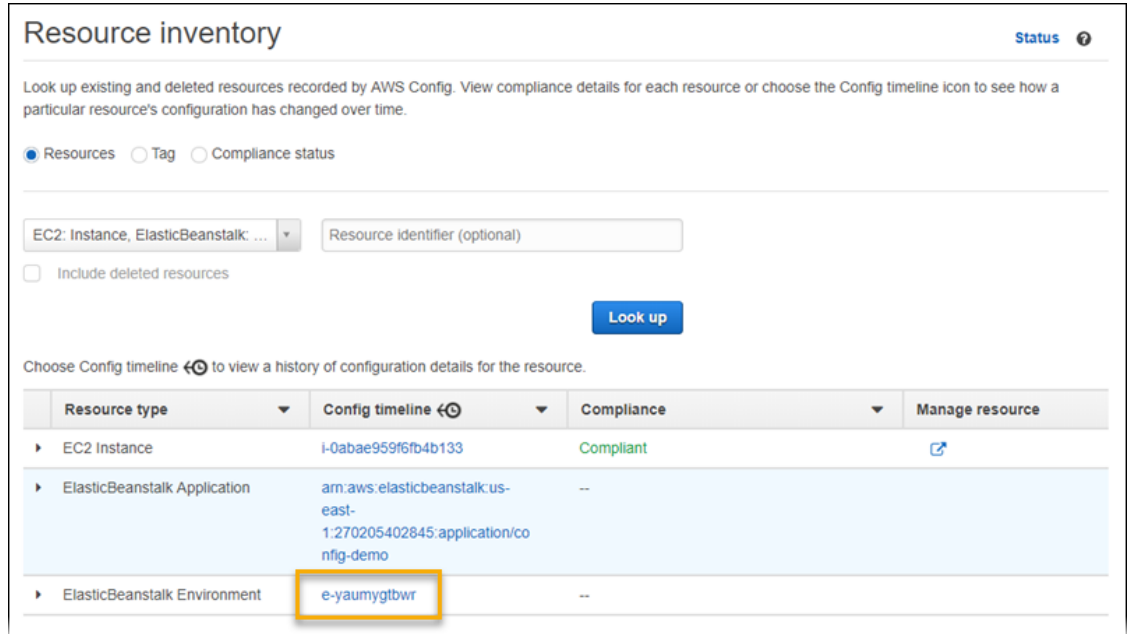 Resource inventory
Status
Look up existing and deleted resources recorded by AWS Config. View compliance details for each resource or choose the Config timeline icon to see how a
particular resource's configuration has changed over time.
Resources Tag Compliance status
EC2: Instance, ElasticBeanstalk: ... Resource identifier (optional)
Include deleted resources
Look up
Choose Config timeline to view a history of configuration details for the resource.
Resource type Config timeline Compliance Manage resource
EC2 Instance i-0abae959f6fb4b133 Compliant
ElasticBeanstalk Application arn:aws:elasticbeanstalk:us- --
east-
1:270205402845:application/co
nfig-demo
ElasticBeanstalk Environment e-yaumygtbwr --